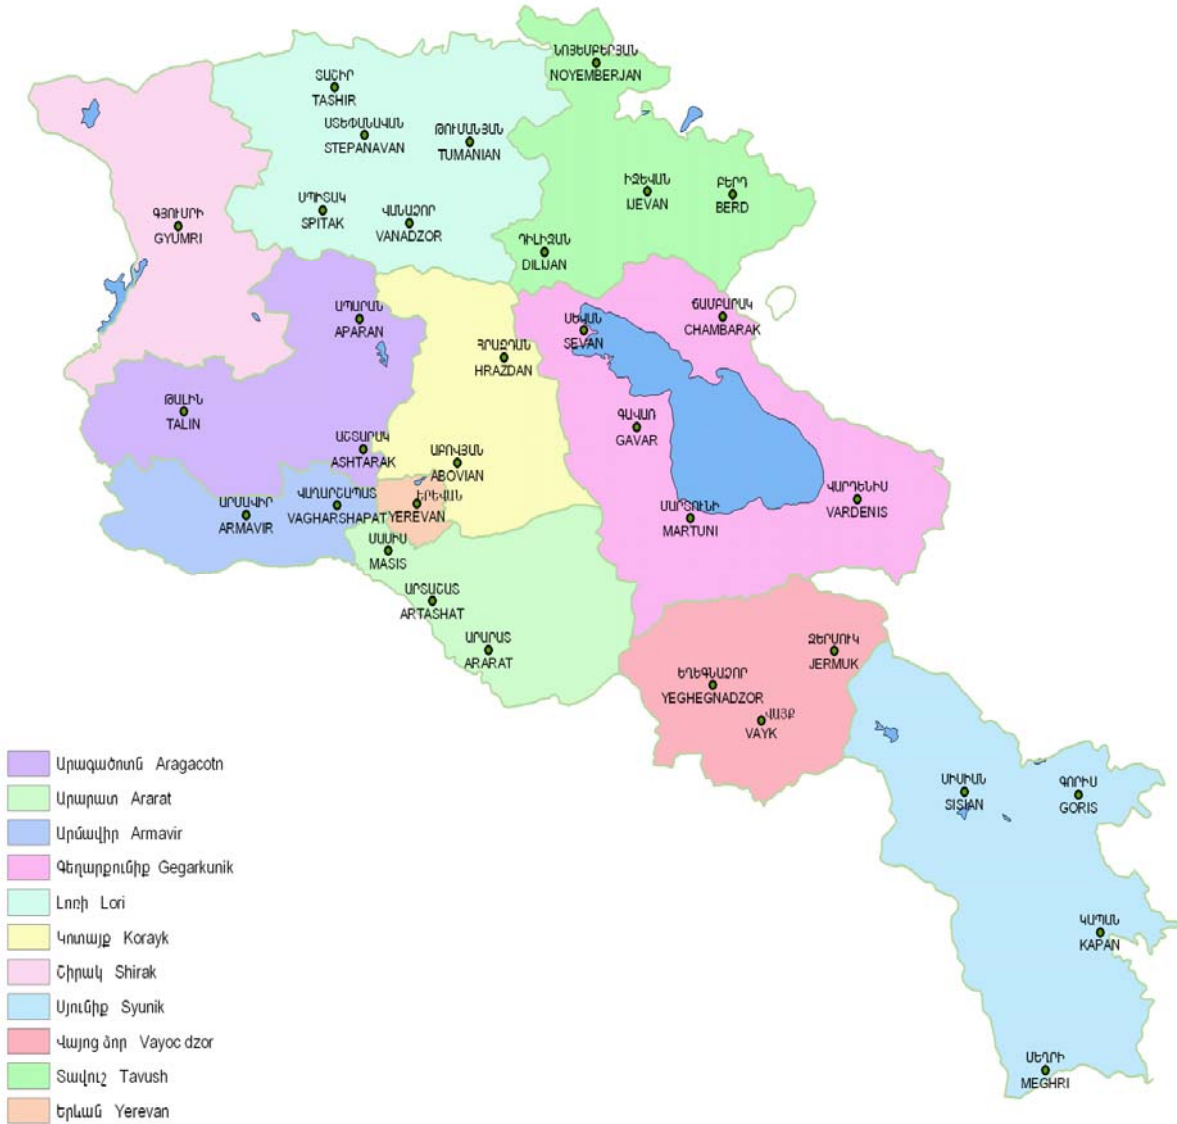 ՆՈՅԵՄԲԵՐՅԱՆ
NOYEMBERJAN
ՏԱՇԻՐ
TASHIR
ՍՏԵՓԱՆԱՎԱՆ
STEPANAVAN
ԹՈՒՄԱՆՅԱՆ
TUMANIAN
ԻՋԵՎԱՆ
IJEVAN
ԲԵՐԴ
BERD
ՍՊԻՏԱԿ
SPITAK
ՎԱՆԱՁՈՐ
VANADZOR
ԳՅՈՒՄՐԻ
GYUMRI
ԴԻԼԻՋԱՆ
DILIJAN
ԱՊԱՐԱՆ
APARAN
ՍԵՎԱՆ
SEVAN
ՃԱՄԲԱՐԱԿ
CHAMBARAK
ՀՐԱԶԴԱՆ
HRAZDAN
ԹԱԼԻՆ
TALIN
ԳԱՎԱՌ
GAVAR
ԱՇՏԱՐԱԿ
ASHTARAK
ԱԲՈՎՅԱՆ
ABOVIAN
ԱՐՄԱՎԻՐ
ARMAVIR
ՎԱՂԱՐՇԱՊԱՏ
VAGHARSHAPAT
ԵՐԵՎԱՆ
YEREVAN
ՄԱՐՏՈՒՆԻ
MARTUNI
ՎԱՐԴԵՆԻՍ
VARDENIS
ՄԱՍԻՍ
MASIS
ԱՐՏԱՇԱՏ
ARTASHAT
ԱՐԱՐԱՏ
ARARAT
ՋԵՐՄՈՒԿ
JERMUK
ԵՂԵԳՆԱՁՈՐ
YEGHEGNADZOR
ՎԱՅՔ
VAYK
ՍԻՍԻԱՆ
SISIAN
ԳՈՐԻՍ
GORIS
ԿԱՊԱՆ
KAPAN
ՄԵՂՐԻ
MEGHRI
Արագածոտն Aragacotn
Արարատ Ararat
Արմավիր Armavir
Գեղարքունիք Gegarkunik
Լոռի Lori
Կոտայք Korayk
Շիրակ Shirak
Սյունիք Syunik
Վայոց ձոր Vayoc dzor
Տավուշ Tavush
Երևան Yerevan